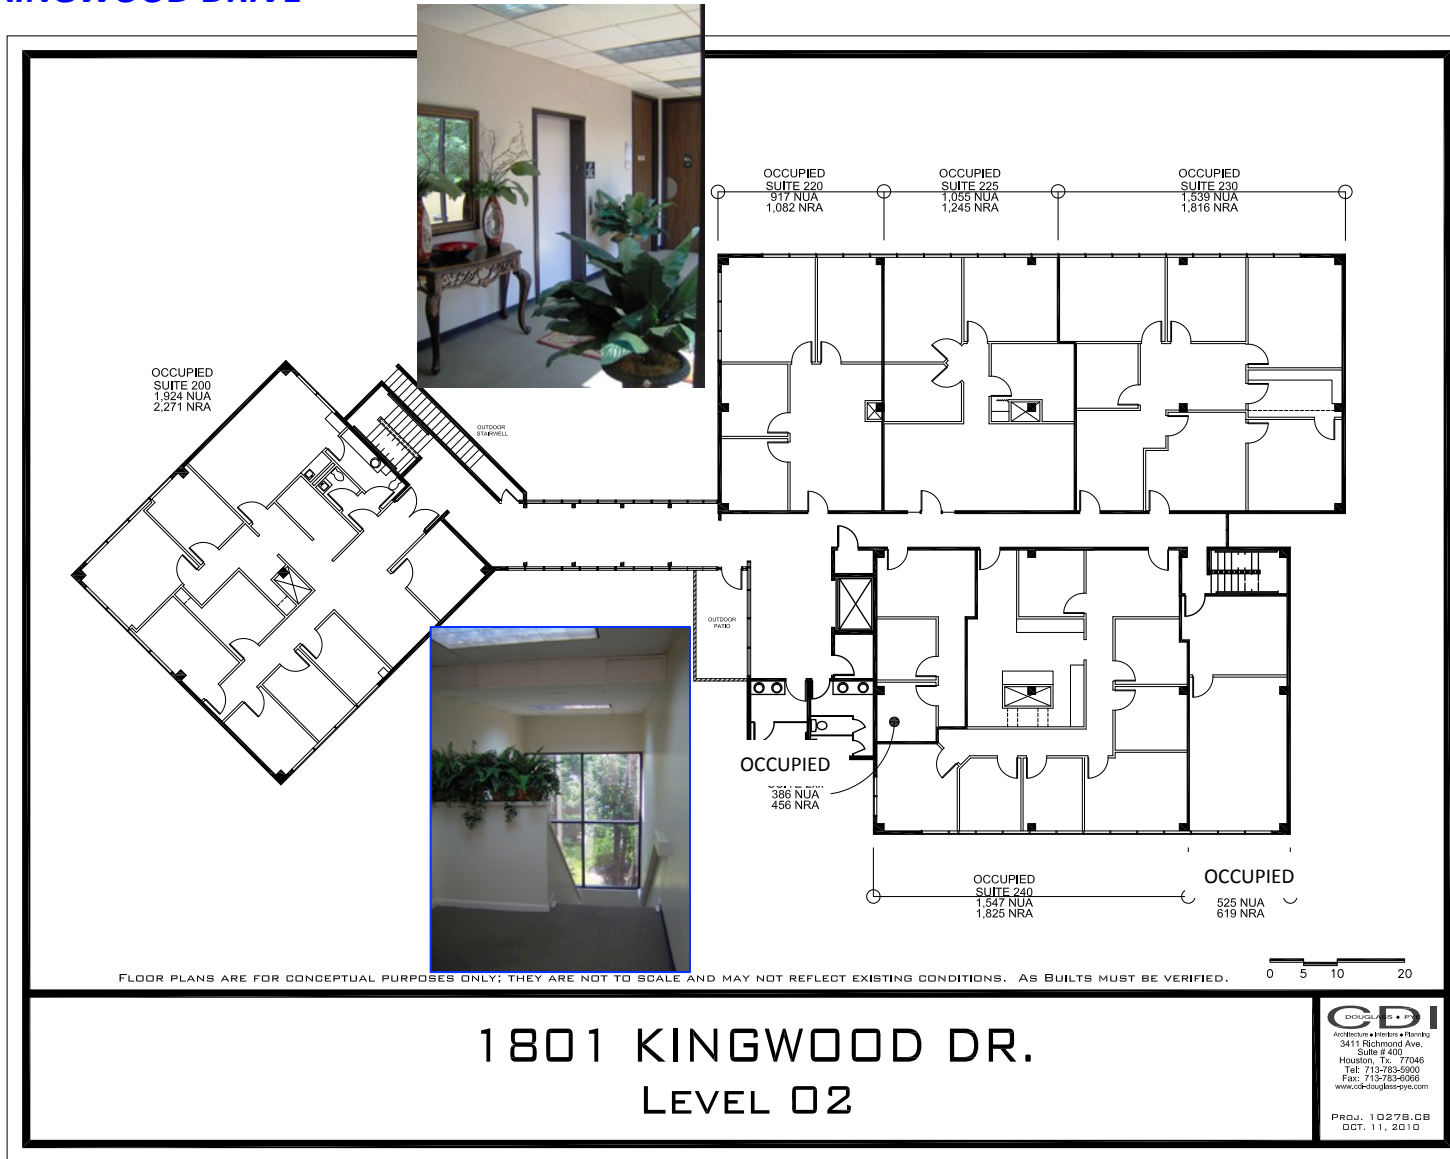 KINGWOOD DRIVE
OCCUPIED
SUITE 220
917 NUA
1,082 NRA
OCCUPIED
SUITE 225
1,055 NUA
1,245 NRA
OCCUPIED
SUITE 230
1,539 NUA
1,816 NRA
OCCUPIED
SUITE 200
1,924 NUA
2,271 NRA
OUTDOOR
STAIRWELL
OUTDOOR
PATIO
OCCUPIED
386 NUA
456 NRA
OCCUPIED
SUITE 240
1,547 NUA
1,825 NRA
OCCUPIED
525 NUA
619 NRA
0 5 10 20
FLOOR PLANS ARE FOR CONCEPTUAL PURPOSES ONLY; THEY ARE NOT TO SCALE AND MAY NOT REFLECT EXISTING CONDITIONS. AS BUILTS MUST BE VERIFIED.
1801 KINGWOOD DR.
LEVEL 02
CDI
DOUGLASS • PYE
Architecture • Interiors • Planning
3411 Richmond Ave.
Suite # 400
Houston, Tx. 77046
Tel: 713-783-5900
Fax: 713-783-6066
www.cdi-douglass-pye.com
PROJ. 10278.CB
OCT. 11, 2010